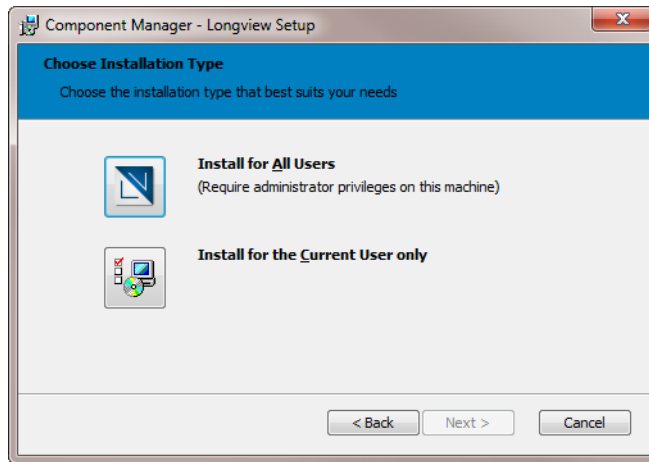 Component Manager - Longview Setup
Choose Installation Type
Choose the installation type that best suits your needs
Install for All Users
(Require administrator privileges on this machine)
Install for the Current User only
< Back
Next >
Cancel